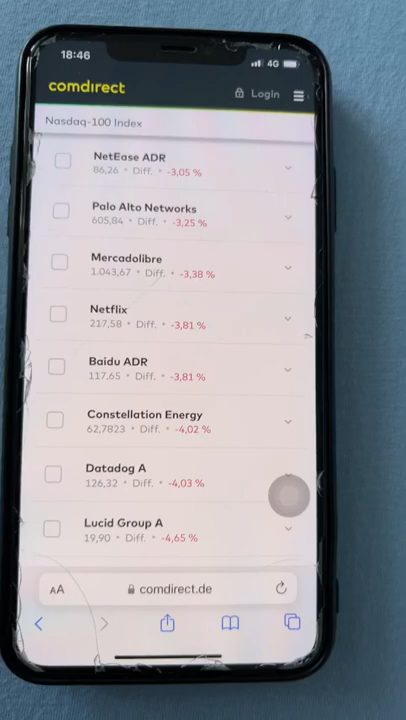 18:46
4G
comdirect
Login
Nasdaq-100 Index
NetEase ADR
86,26 • Diff. • -3,05 %
Palo Alto Networks
605,84 • Diff. • -3,25 %
Mercadolibre
1.043,67 • Diff. • -3,38 %
Netflix
217,58 • Diff. • -3,81 %
Baidu ADR
117,65 • Diff. • -3,81 %
Constellation Energy
62,7823 • Diff. • -4,02 %
Datadog A
126,32 • Diff. • -4,03 %
Lucid Group A
19,90 • Diff. • -4,65 %
AA
comdirect.de